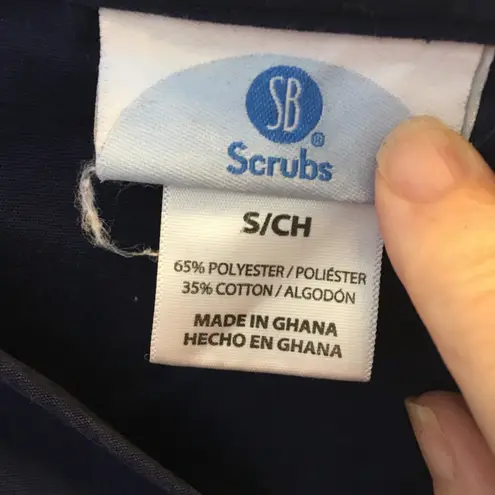 SB®
Scrubs
S/CH
65% POLYESTER / POLIÉSTER
35% COTTON / ALGODÓN
MADE IN GHANA
HECHO EN GHANA